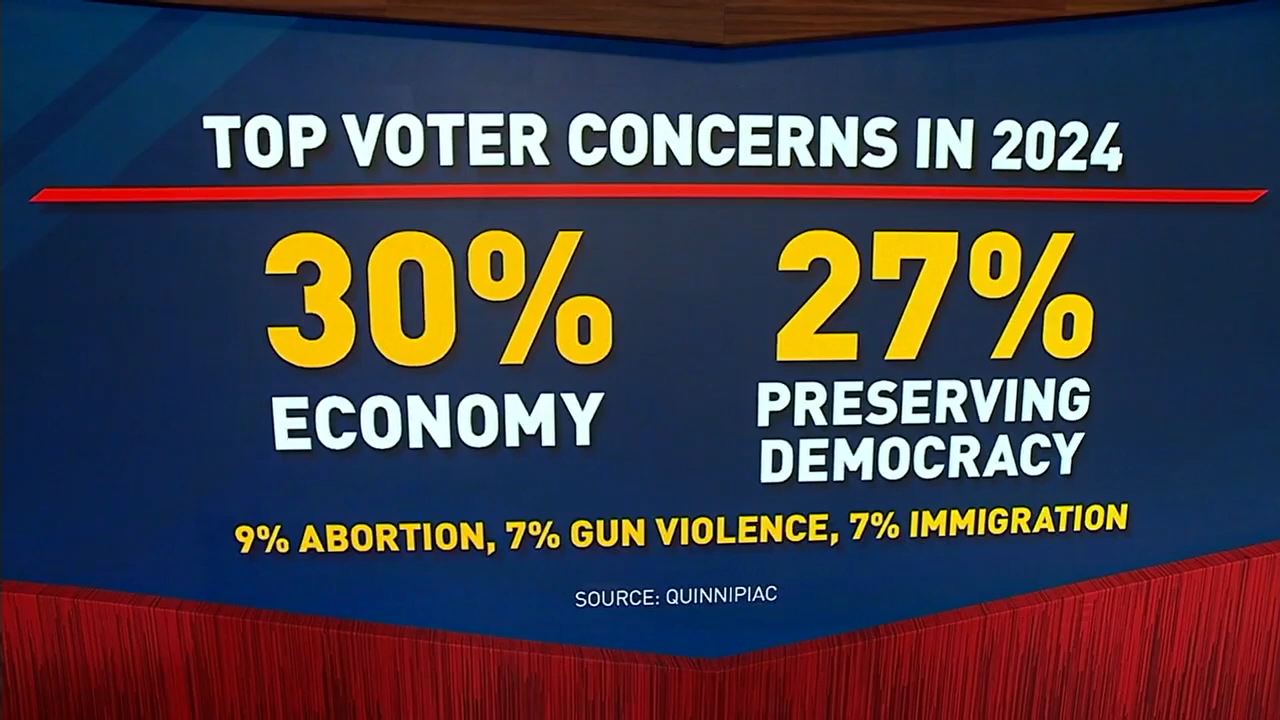 TOP VOTER CONCERNS IN 2024
30% 27%
ECONOMY
PRESERVING
DEMOCRACY
9% ABORTION, 7% GUN VIOLENCE, 7% IMMIGRATION
SOURCE: QUINNIPIAC